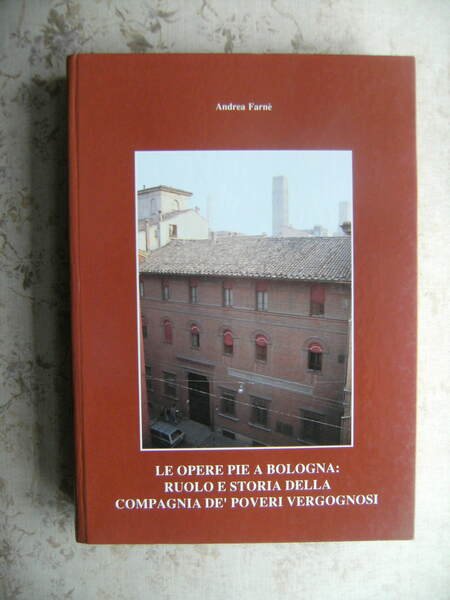 Andrea Farnè
LE OPERE PIE A BOLOGNA:
RUOLO E STORIA DELLA
COMPAGNIA DE' POVERI VERGOGNOSI